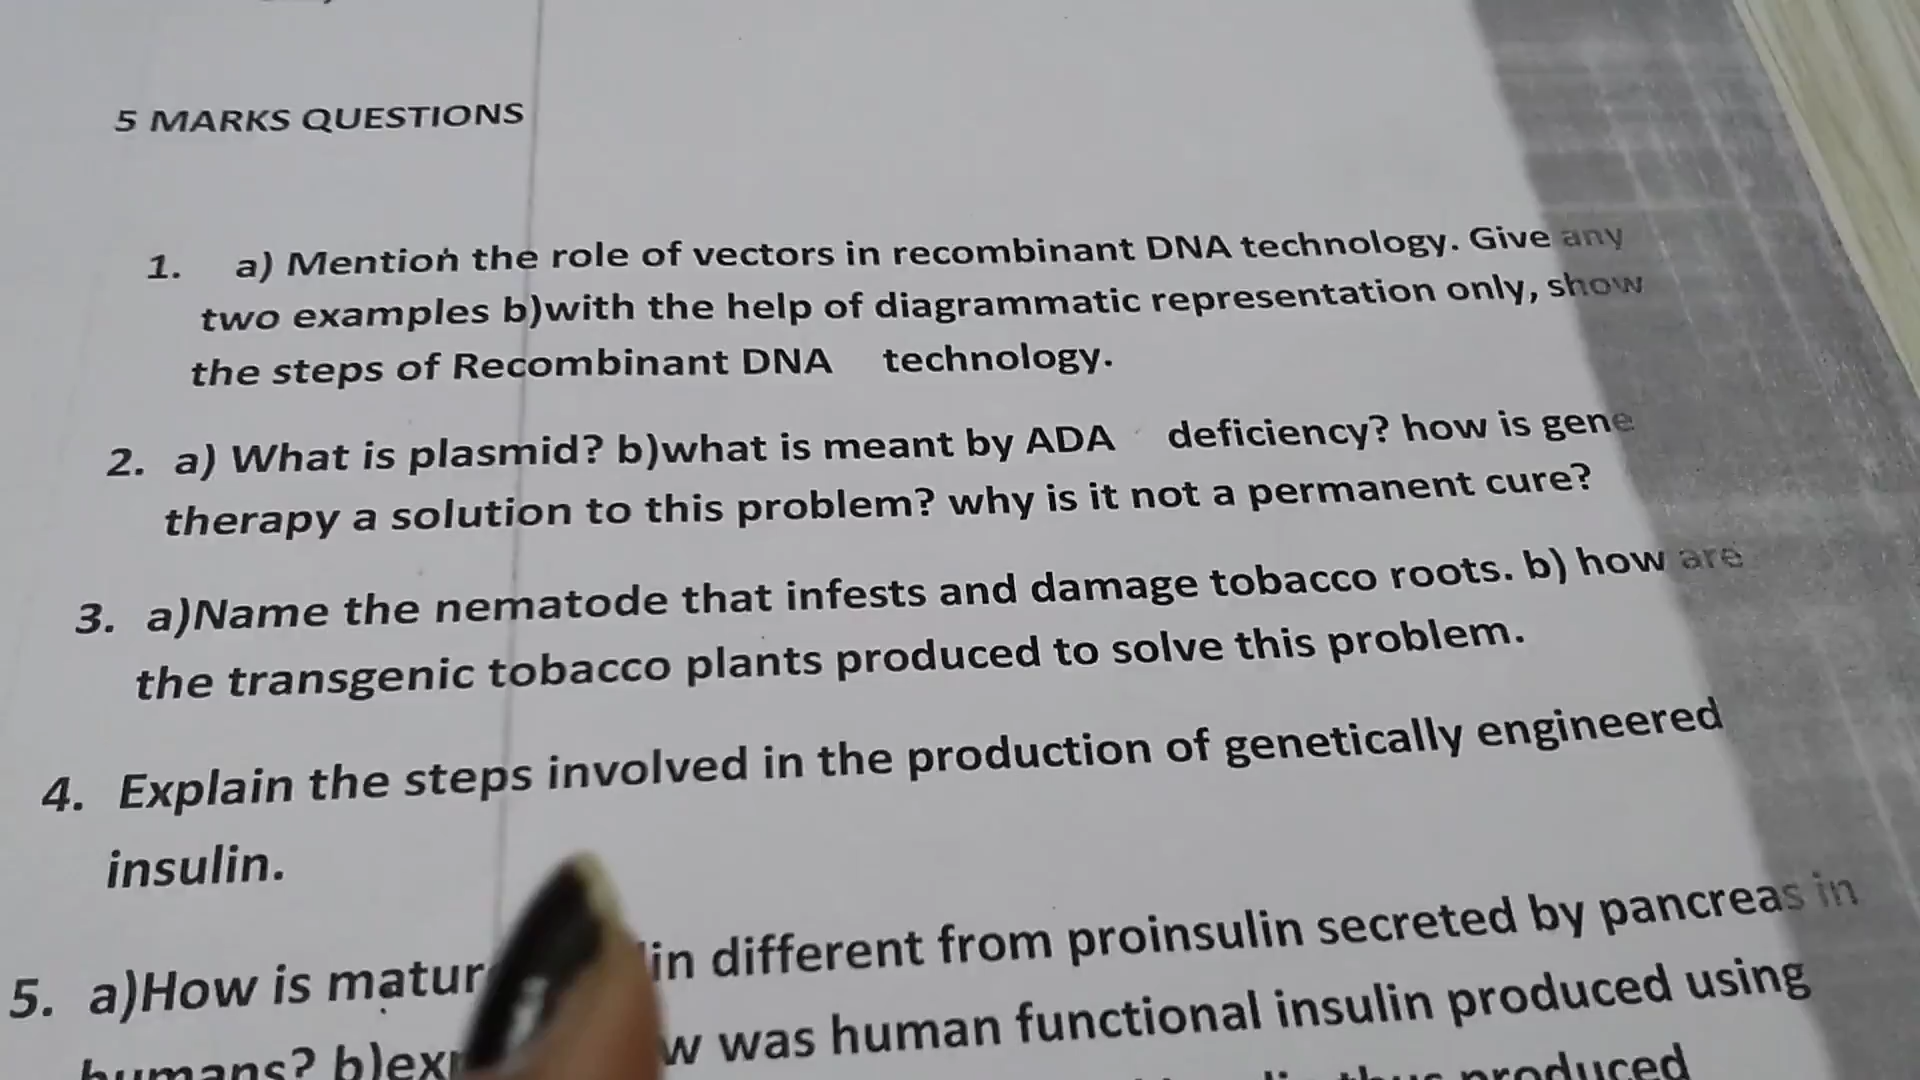 5 MARKS QUESTIONS
1. a) Mention the role of vectors in recombinant DNA technology. Give any
two examples b)with the help of diagrammatic representation only, show
the steps of Recombinant DNA technology.
2. a) What is plasmid? b)what is meant by ADA deficiency? how is gene
therapy a solution to this problem? why is it not a permanent cure?
3. a)Name the nematode that infests and damage tobacco roots. b) how are
the transgenic tobacco plants produced to solve this problem.
4. Explain the steps involved in the production of genetically engineered
insulin.
5. a)How is different from proinsulin secreted by pancreas in
humans? was human functional insulin produced using
thus produced